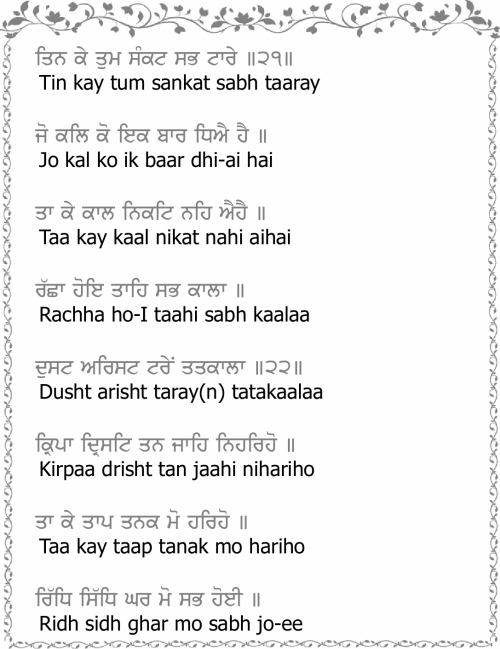 ਤਿਨ ਕੇ ਤੁਮ ਸੰਕਟ ਸਭ ਟਾਰੇ ॥੨੧॥
Tin kay tum sankat sabh taaray
ਜੋ ਕਲਿ ਕੋ ਇਕ ਬਾਰ ਧਿਐ ਹੈ ॥
Jo kal ko ik baar dhi-ai hai
ਤਾ ਕੇ ਕਾਲ ਨਿਕਟਿ ਨਹਿ ਐਹੈ ॥
Taa kay kaal nikat nahi aihai
ਰੱਛਾ ਹੋਇ ਤਾਹਿ ਸਭ ਕਾਲਾ ॥
Rachha ho-I taahi sabh kaalaa
ਦੁਸਟ ਅਰਿਸਟ ਟਰੇਂ ਤਤਕਾਲਾ ॥੨੨॥
Dusht arisht taray(n) tatakaalaa
ਕ੍ਰਿਪਾ ਦ੍ਰਿਸਟਿ ਤਨ ਜਾਹਿ ਨਿਹਰਿਹੋ ॥
Kirpaa drisht tan jaahi nihariho
ਤਾ ਕੇ ਤਾਪ ਤਨਕ ਮੋ ਹਰਿਹੋ ॥
Taa kay taap tanak mo hariho
ਰਿੱਧਿ ਸਿੱਧਿ ਘਰ ਮੋ ਸਭ ਹੋਈ ॥
Ridh sidh ghar mo sabh jo-ee